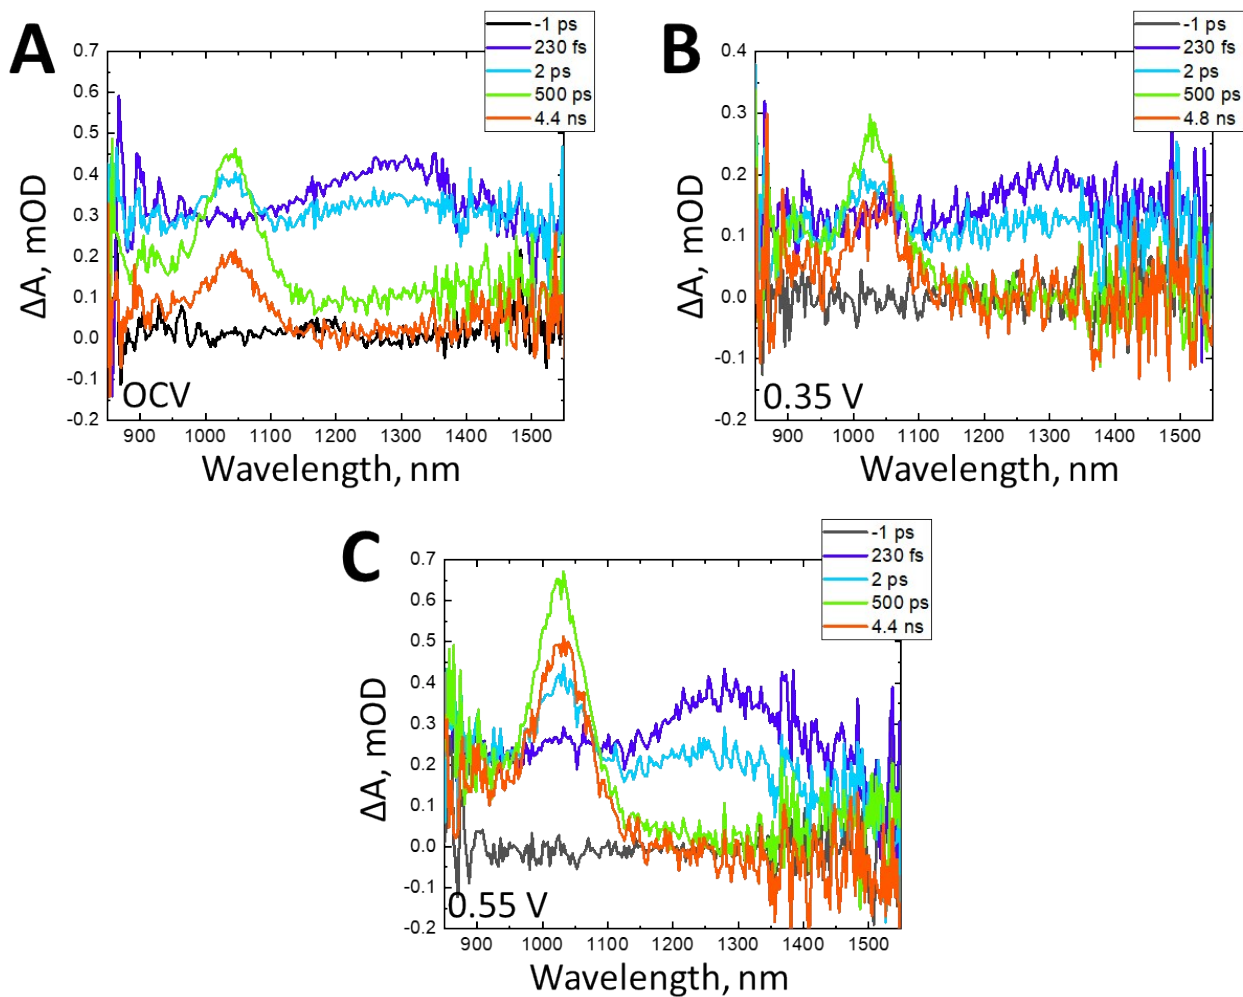 A
-1 ps
230 fs
2 ps
500 ps
4.4 ns
0.7
0.6
0.5
0.4
0.3
0.2
0.1
0.0
-0.1
-0.2
ΔA, mOD
OCV
900 1000 1100 1200 1300 1400 1500
Wavelength, nm
B
-1 ps
230 fs
2 ps
500 ps
4.8 ns
0.4
0.3
0.2
0.1
0.0
-0.1
-0.2
ΔA, mOD
0.35 V
900 1000 1100 1200 1300 1400 1500
Wavelength, nm
C
-1 ps
230 fs
2 ps
500 ps
4.4 ns
0.7
0.6
0.5
0.4
0.3
0.2
0.1
0.0
-0.1
-0.2
ΔA, mOD
0.55 V
900 1000 1100 1200 1300 1400 1500
Wavelength, nm